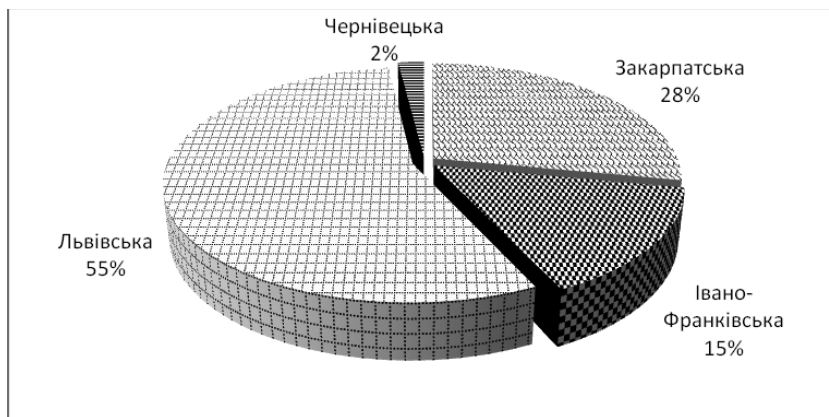 Чернівецька
2%
Закарпатська
28%
Львівська
55%
Івано-
Франківська
15%